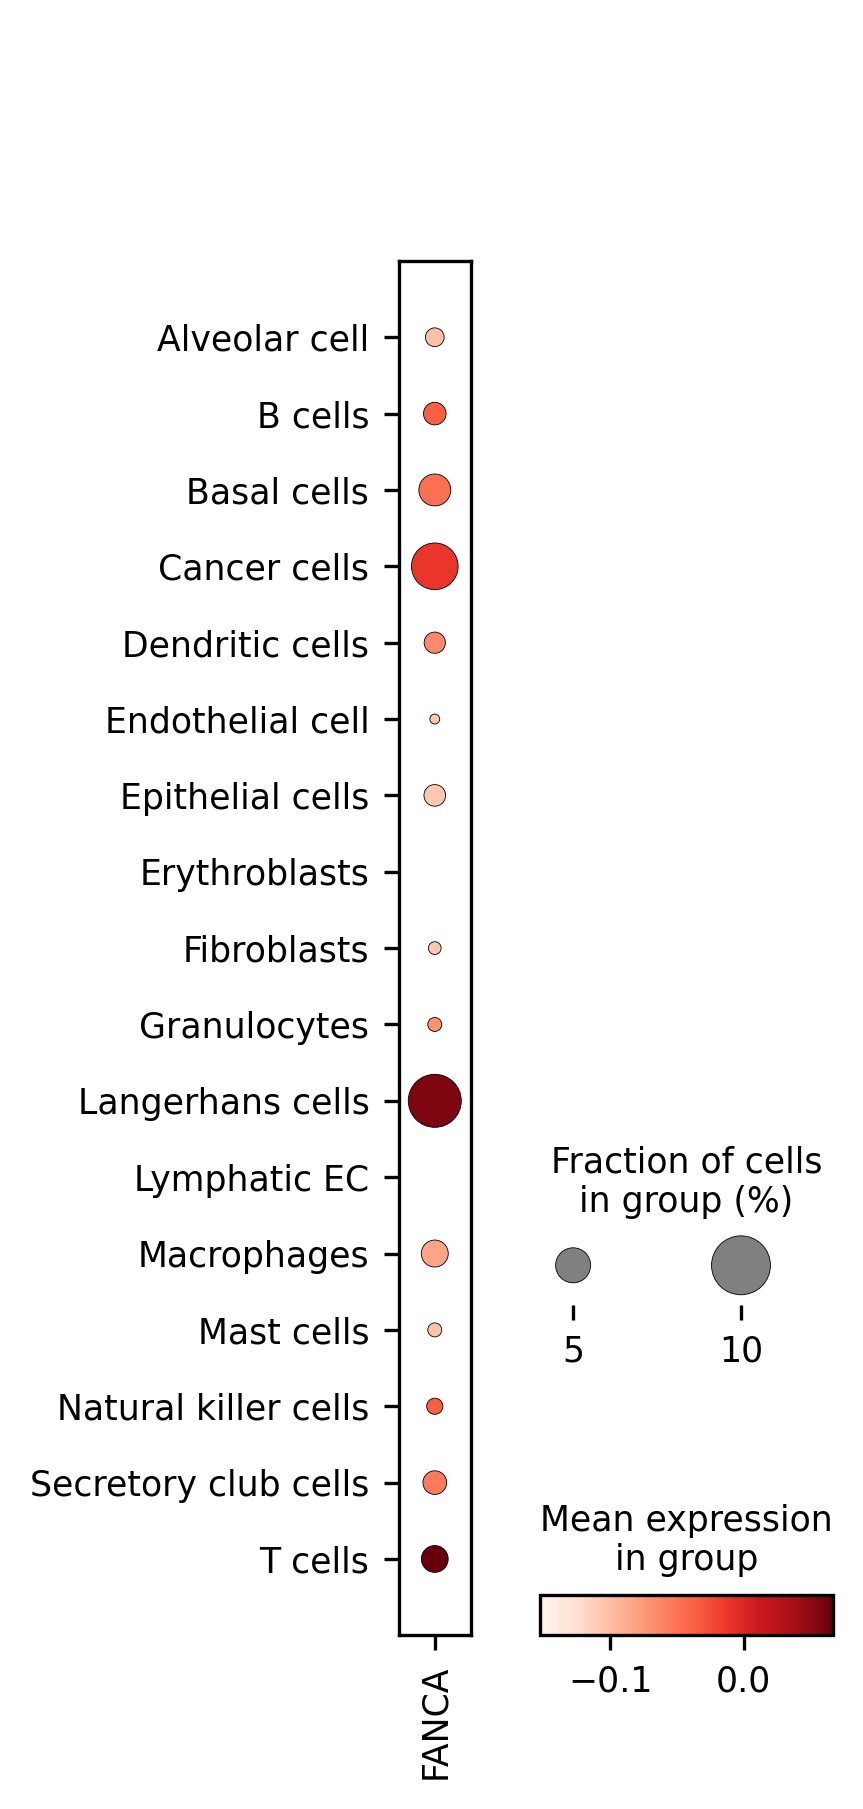 Alveolar cell
B cells
Basal cells
Cancer cells
Dendritic cells
Endothelial cell
Epithelial cells
Erythroblasts
Fibroblasts
Granulocytes
Langerhans cells
Lymphatic EC
Macrophages
Mast cells
Natural killer cells
Secretory club cells
T cells
FANCA
Fraction of cells
in group (%)
5 10
Mean expression
in group
−0.1 0.0